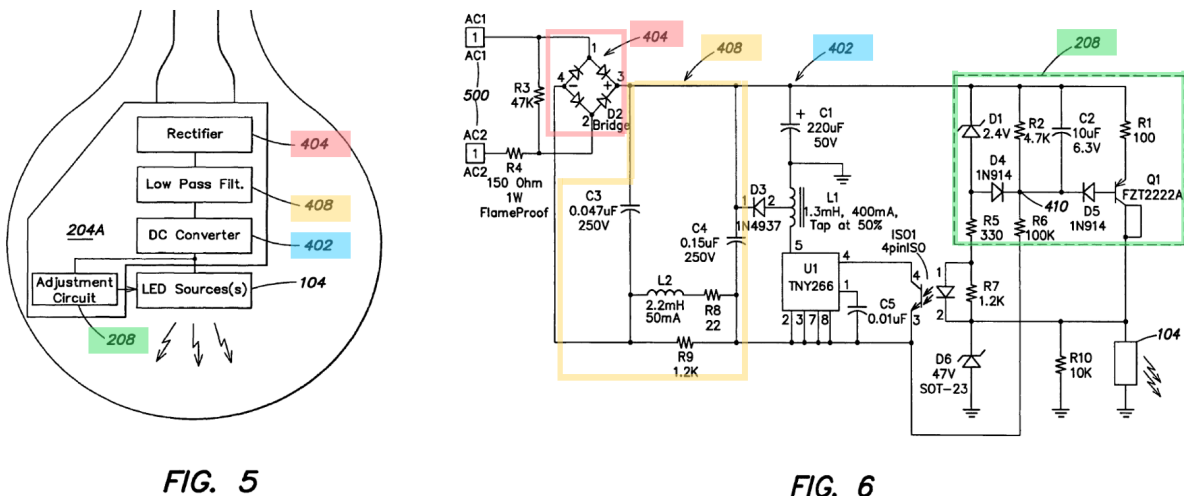 Rectifier
404
Low Pass Filt.
408
204A
DC Converter
402
Adjustment
Circuit
LED Sources(s)
104
208
FIG. 5
AC1
1
AC1
500
AC2
1
AC2
R3
47K
R4
150 Ohm
1W
FlameProof
404
1
4
3
−
+
2
D2
Bridge
408
C3
0.047uF
250V
L2
2.2mH
50mA
R8
22
R9
1.2K
C4
0.15uF
250V
402
+
C1
220uF
50V
D3
1
2
1N4937
L1
1.3mH, 400mA,
Tap at 50%
5
U1
TNY266
4
1
2 3 7 8
C5
0.01uF
ISO1
4pinISO
4
3
1
2
208
D1
2.4V
R2
4.7K
C2
10uF
6.3V
R1
100
D4
1N914
410
D5
1N914
Q1
FZT2222A
R5
330
R6
100K
R7
1.2K
D6
47V
SOT-23
R10
10K
104
FIG. 6